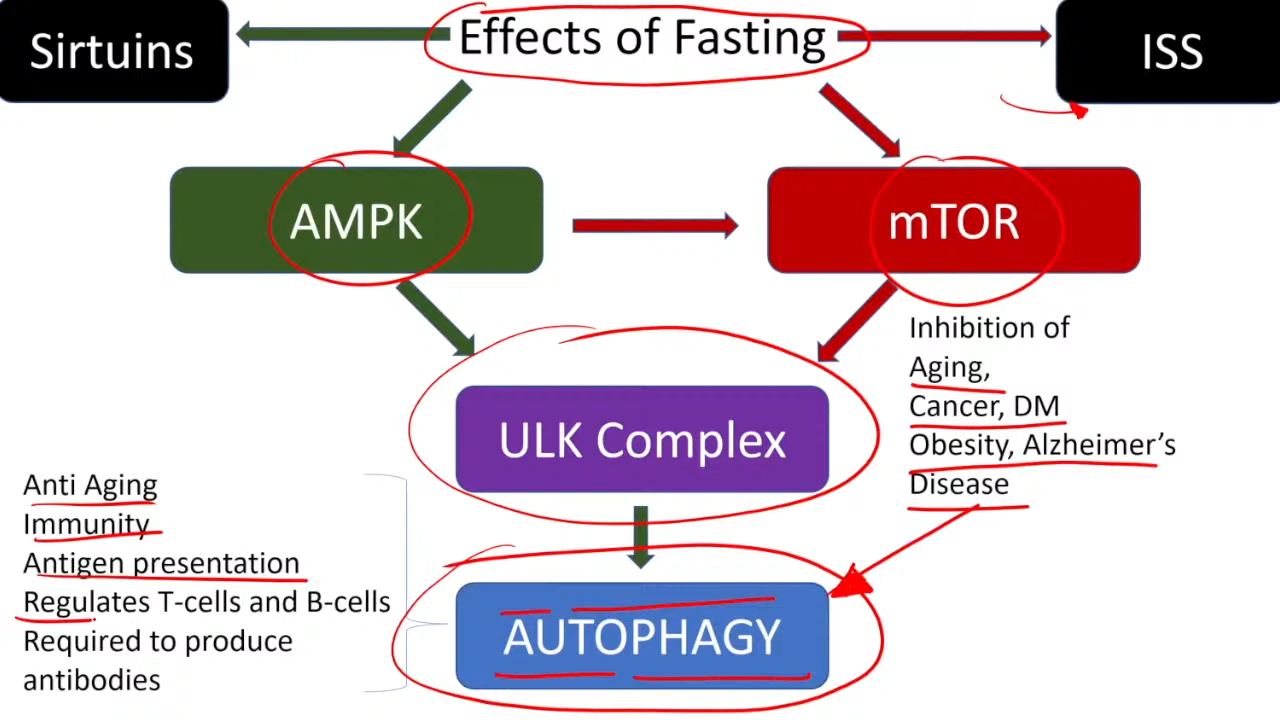 Effects of Fasting
Sirtuins
ISS
AMPK
mTOR
Inhibition of
Aging,
Cancer, DM
Obesity, Alzheimer’s
Disease
ULK Complex
Anti Aging
Immunity
Antigen presentation
Regulates T-cells and B-cells
Required to produce
antibodies
AUTOPHAGY